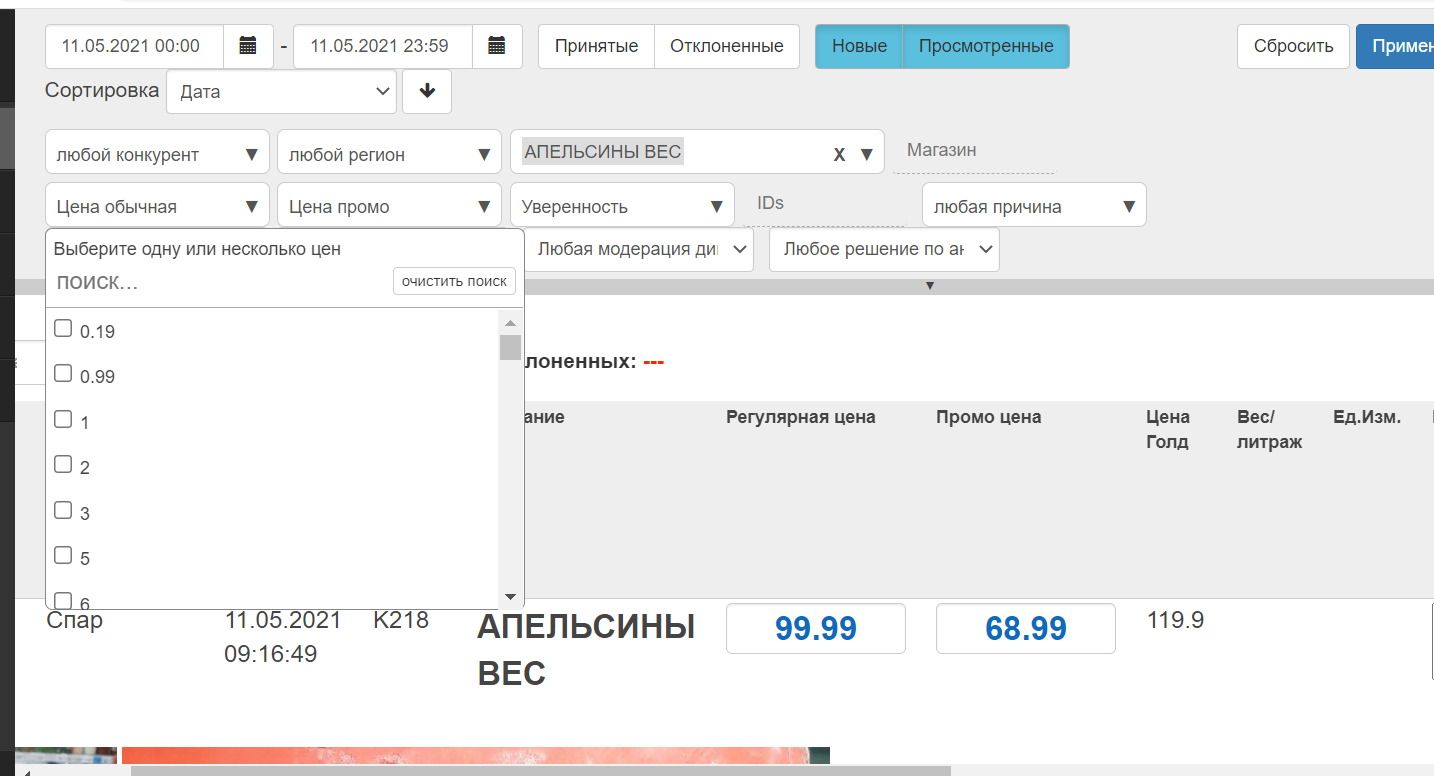 11.05.2021 00:00 - 11.05.2021 23:59 Принятые Отклоненные Новые Просмотренные Сбросить Примен
Сортировка Дата
любой конкурент любой регион АПЕЛЬСИНЫ ВЕС X Магазин
Цена обычная Цена промо Уверенность IDs любая причина
Выберите одну или несколько цен Любая модерация ди Любое решение по ан
ПОИСК... очистить поиск
0.19
лоненных: ---
0.99
ание Регулярная цена Промо цена Цена Голд Вес/ литраж Ед.Изм.
1
2
3
5
6
Спар 11.05.2021 09:16:49 K218 АПЕЛЬСИНЫ ВЕС 99.99 68.99 119.9